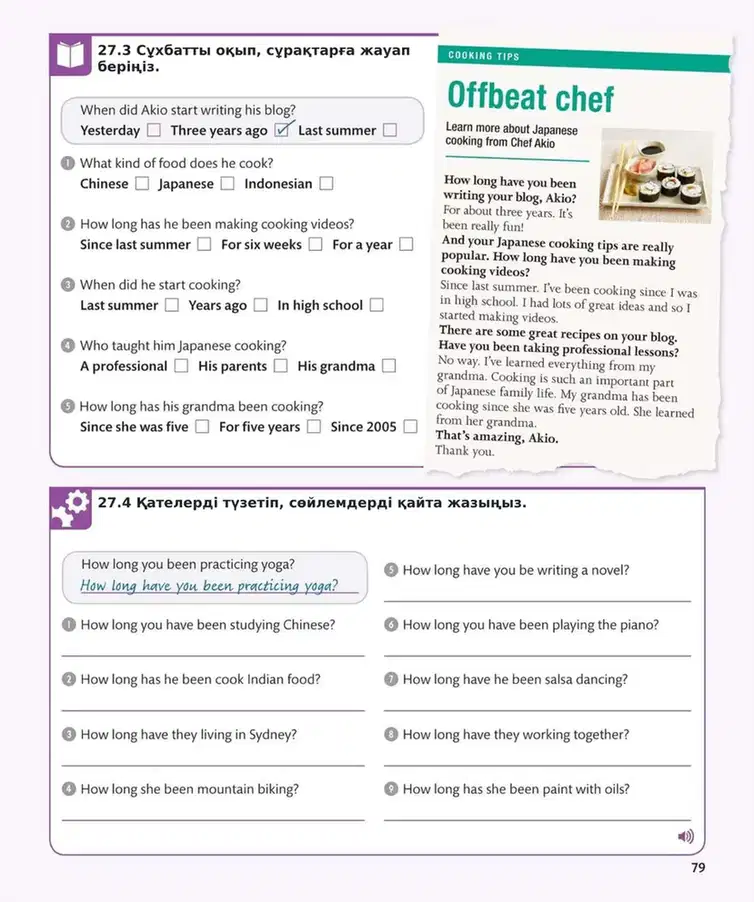 27.3 Сұхбатты оқып, сұрақтарға жауап
беріңіз.
When did Akio start writing his blog?
Yesterday Three years ago Last summer
1 What kind of food does he cook?
Chinese Japanese Indonesian
2 How long has he been making cooking videos?
Since last summer For six weeks For a year
3 When did he start cooking?
Last summer Years ago In high school
4 Who taught him Japanese cooking?
A professional His parents His grandma
5 How long has his grandma been cooking?
Since she was five For five years Since 2005
COOKING TIPS
Offbeat chef
Learn more about Japanese
cooking from Chef Akio
How long have you been
writing your blog, Akio?
For about three years. It's
been really fun!
And your Japanese cooking tips are really
popular. How long have you been making
cooking videos?
Since last summer. I've been cooking since I was
in high school. I had lots of great ideas and so I
started making videos.
There are some great recipes on your blog.
Have you been taking professional lessons?
No way. I've learned everything from my
grandma. Cooking is such an important part
of Japanese family life. My grandma has been
cooking since she was five years old. She learned
from her grandma.
That's amazing, Akio.
Thank you.
27.4 Қателерді түзетіп, сөйлемдерді қайта жазыңыз.
How long you been practicing yoga?
How long have you been practicing yoga?
1 How long you have been studying Chinese?
2 How long has he been cook Indian food?
3 How long have they living in Sydney?
4 How long she been mountain biking?
5 How long have you be writing a novel?
6 How long you have been playing the piano?
7 How long have he been salsa dancing?
8 How long have they working together?
9 How long has she been paint with oils?
79